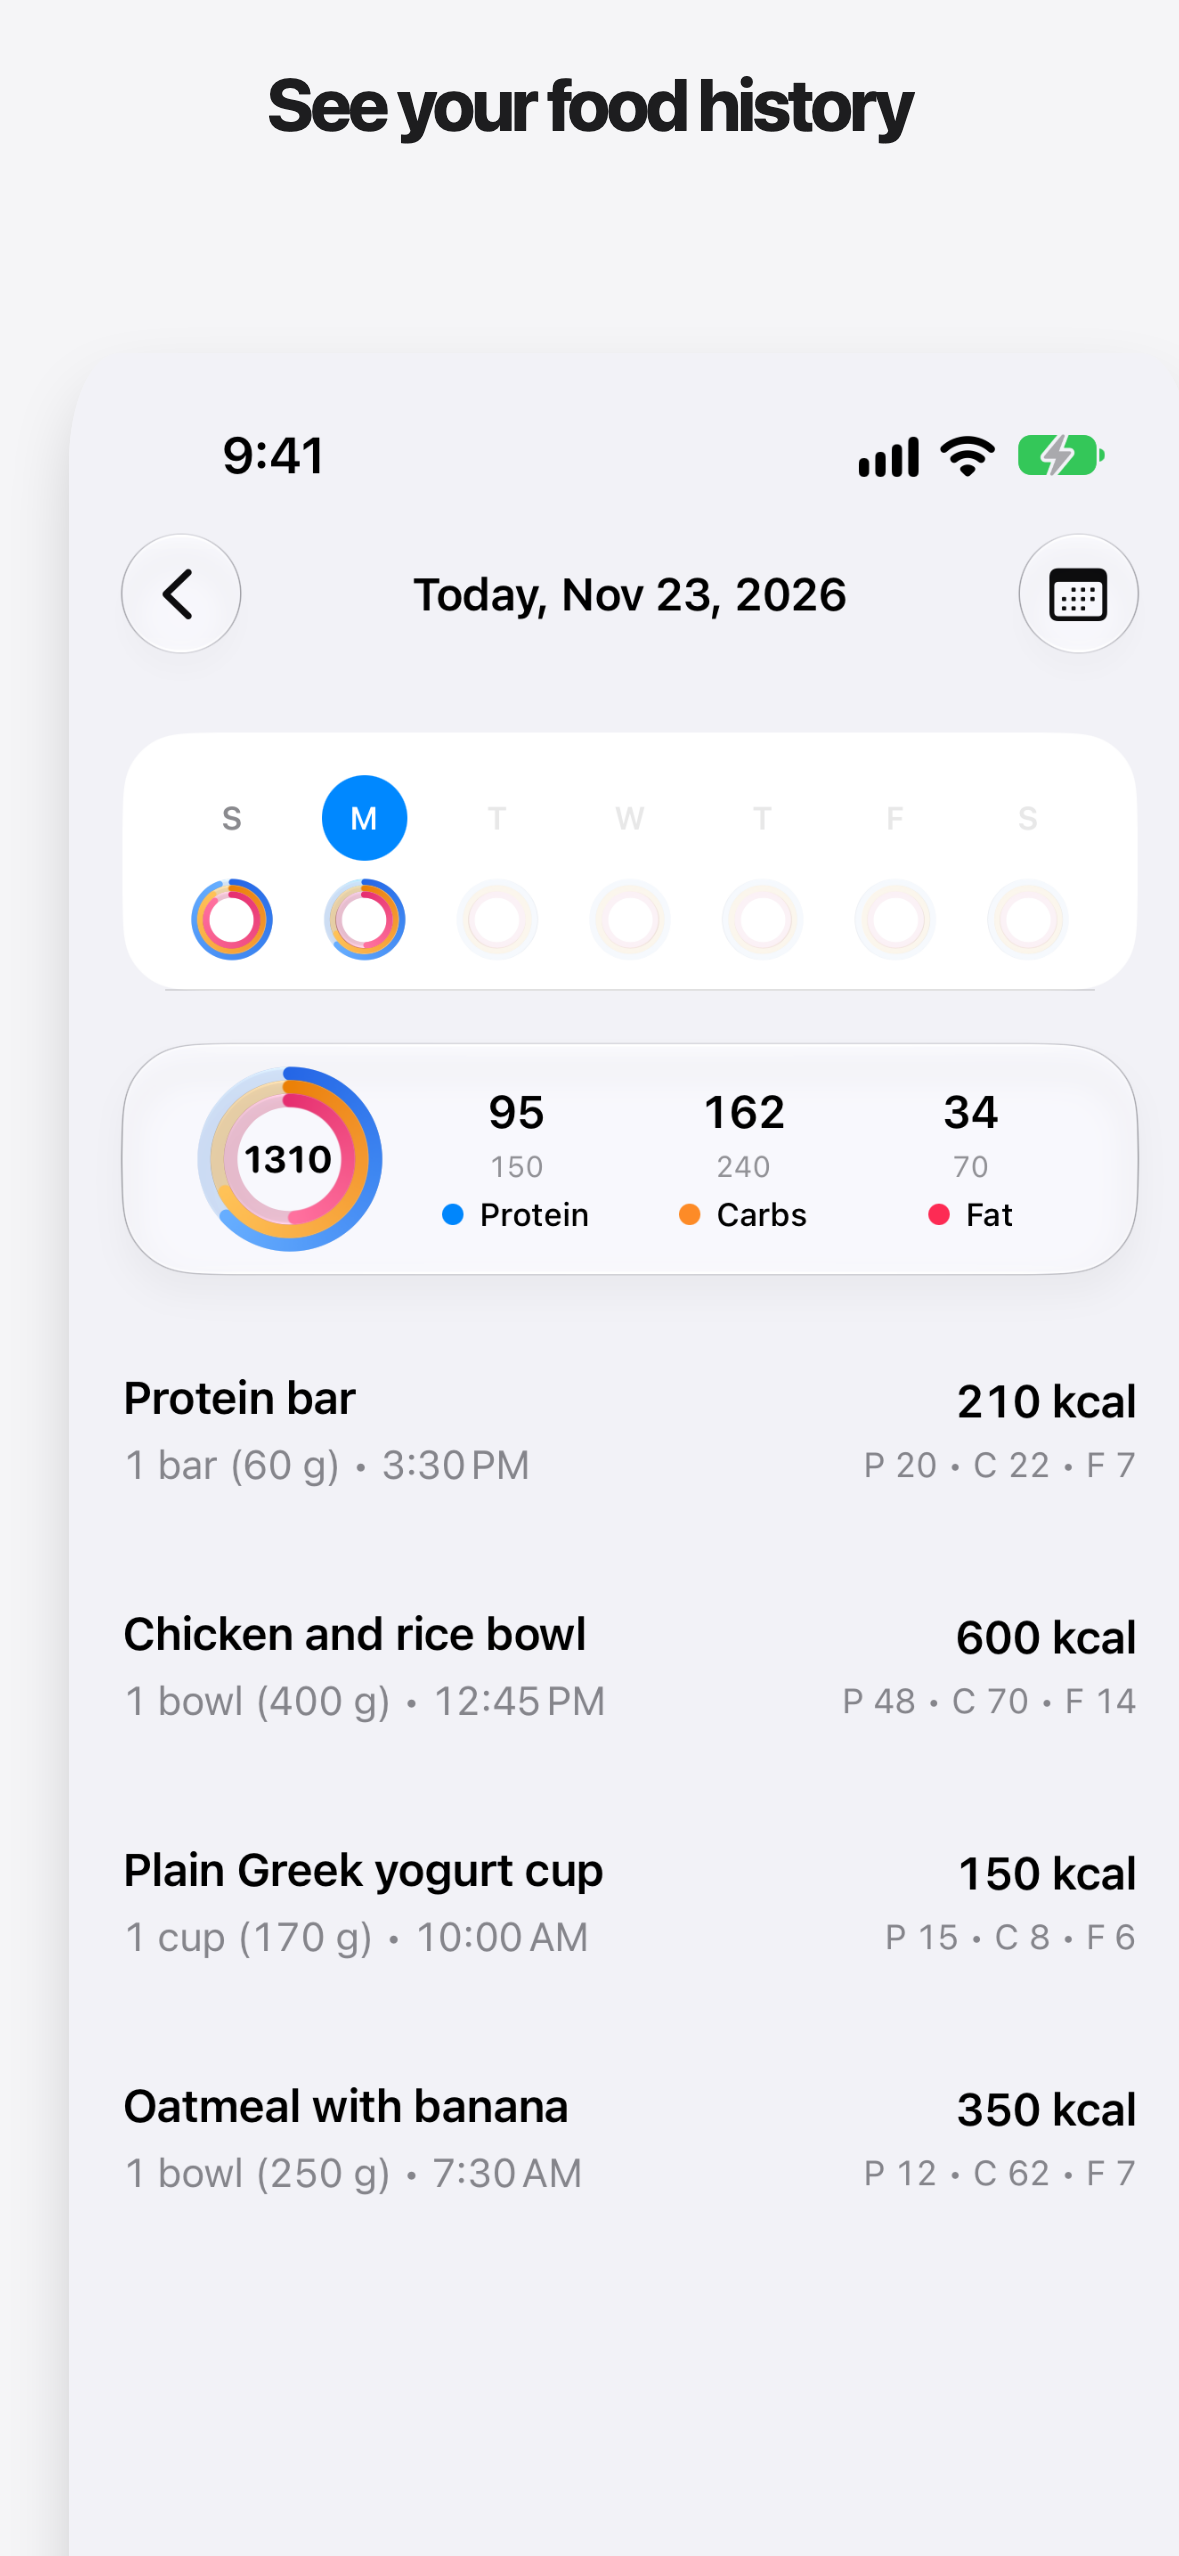 See your food history
9:41
Today, Nov 23, 2026
S M T W T F S
1310
95 162 34
150 240 70
Protein Carbs Fat
Protein bar 210 kcal
1 bar (60 g) • 3:30 PM P 20 • C 22 • F 7
Chicken and rice bowl 600 kcal
1 bowl (400 g) • 12:45 PM P 48 • C 70 • F 14
Plain Greek yogurt cup 150 kcal
1 cup (170 g) • 10:00 AM P 15 • C 8 • F 6
Oatmeal with banana 350 kcal
1 bowl (250 g) • 7:30 AM P 12 • C 62 • F 7